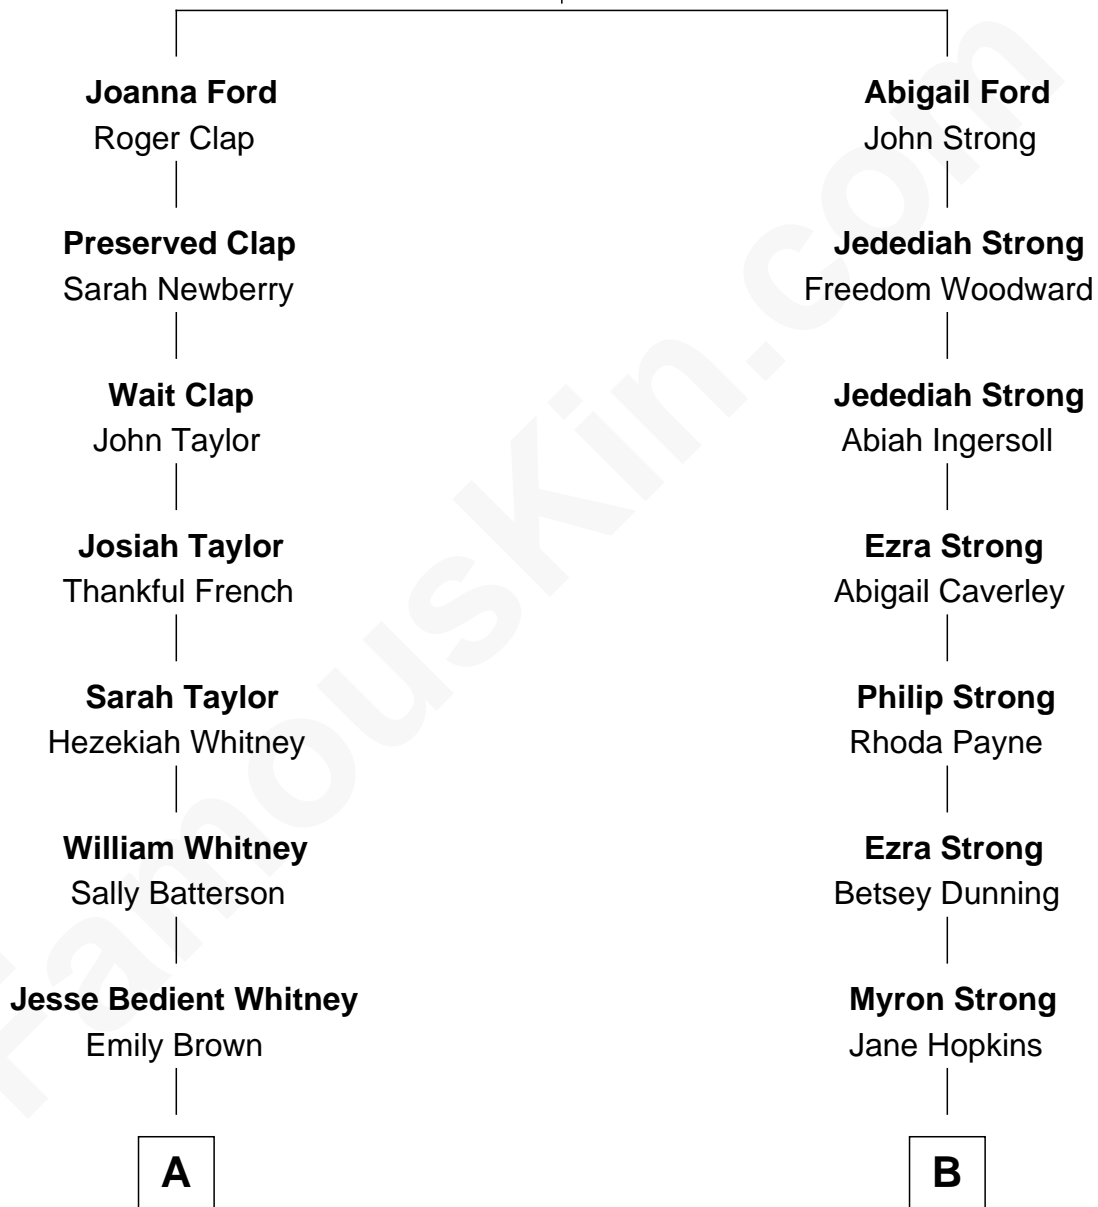 Joanna Ford
Roger Clap
Abigail Ford
John Strong
Preserved Clap
Sarah Newberry
Jedediah Strong
Freedom Woodward
Wait Clap
John Taylor
Jedediah Strong
Abiah Ingersoll
Josiah Taylor
Thankful French
Ezra Strong
Abigail Caverley
Sarah Taylor
Hezekiah Whitney
Philip Strong
Rhoda Payne
William Whitney
Sally Batterson
Ezra Strong
Betsey Dunning
Jesse Bedient Whitney
Emily Brown
Myron Strong
Jane Hopkins
A
B
FamousKin.com